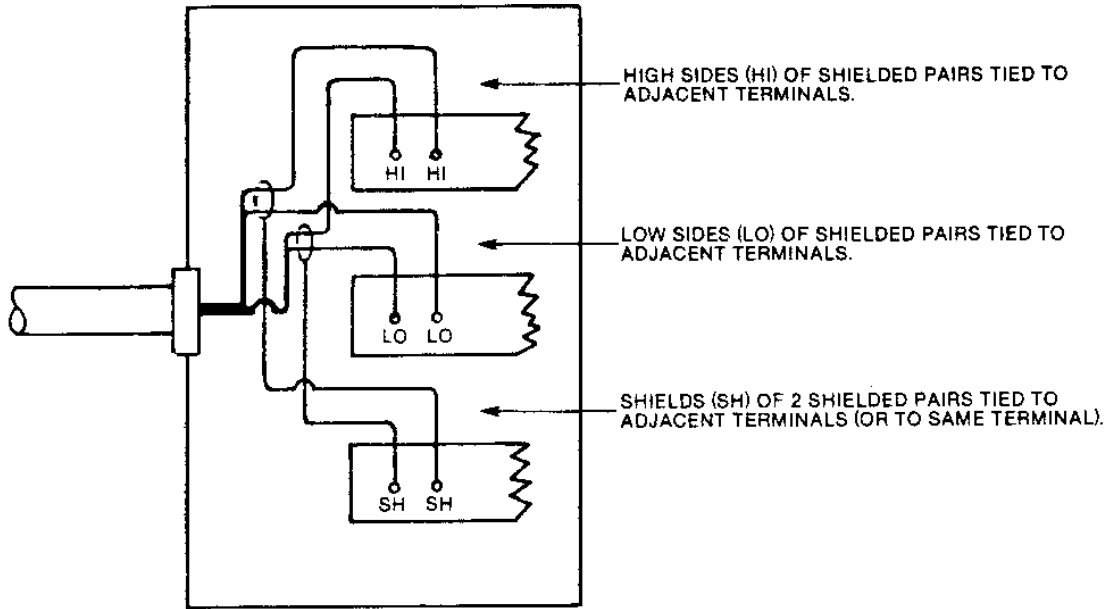 HIGH SIDES (HI) OF SHIELDED PAIRS TIED TO
ADJACENT TERMINALS.
HI HI
LOW SIDES (LO) OF SHIELDED PAIRS TIED TO
ADJACENT TERMINALS.
LO LO
SHIELDS (SH) OF 2 SHIELDED PAIRS TIED TO
ADJACENT TERMINALS (OR TO SAME TERMINAL).
SH SH